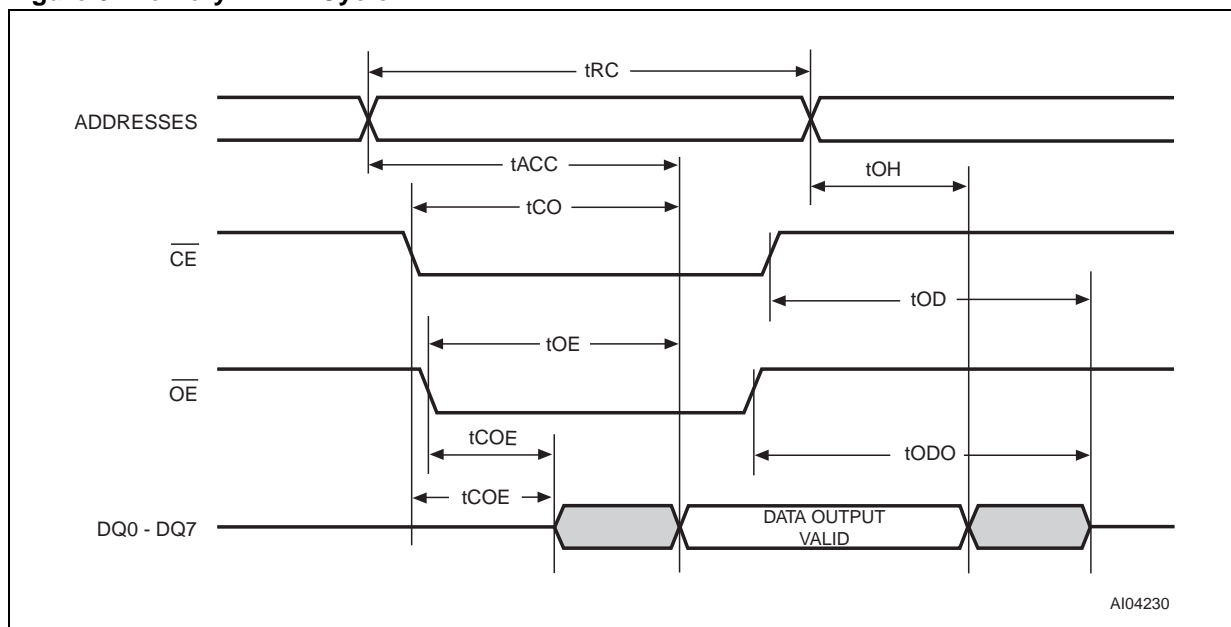 tRC
ADDRESSES
tACC
tOH
tCO
CE
tOD
tOE
OE
tCOE
tODO
tCOE
DQ0 - DQ7
DATA OUTPUT
VALID
AI04230